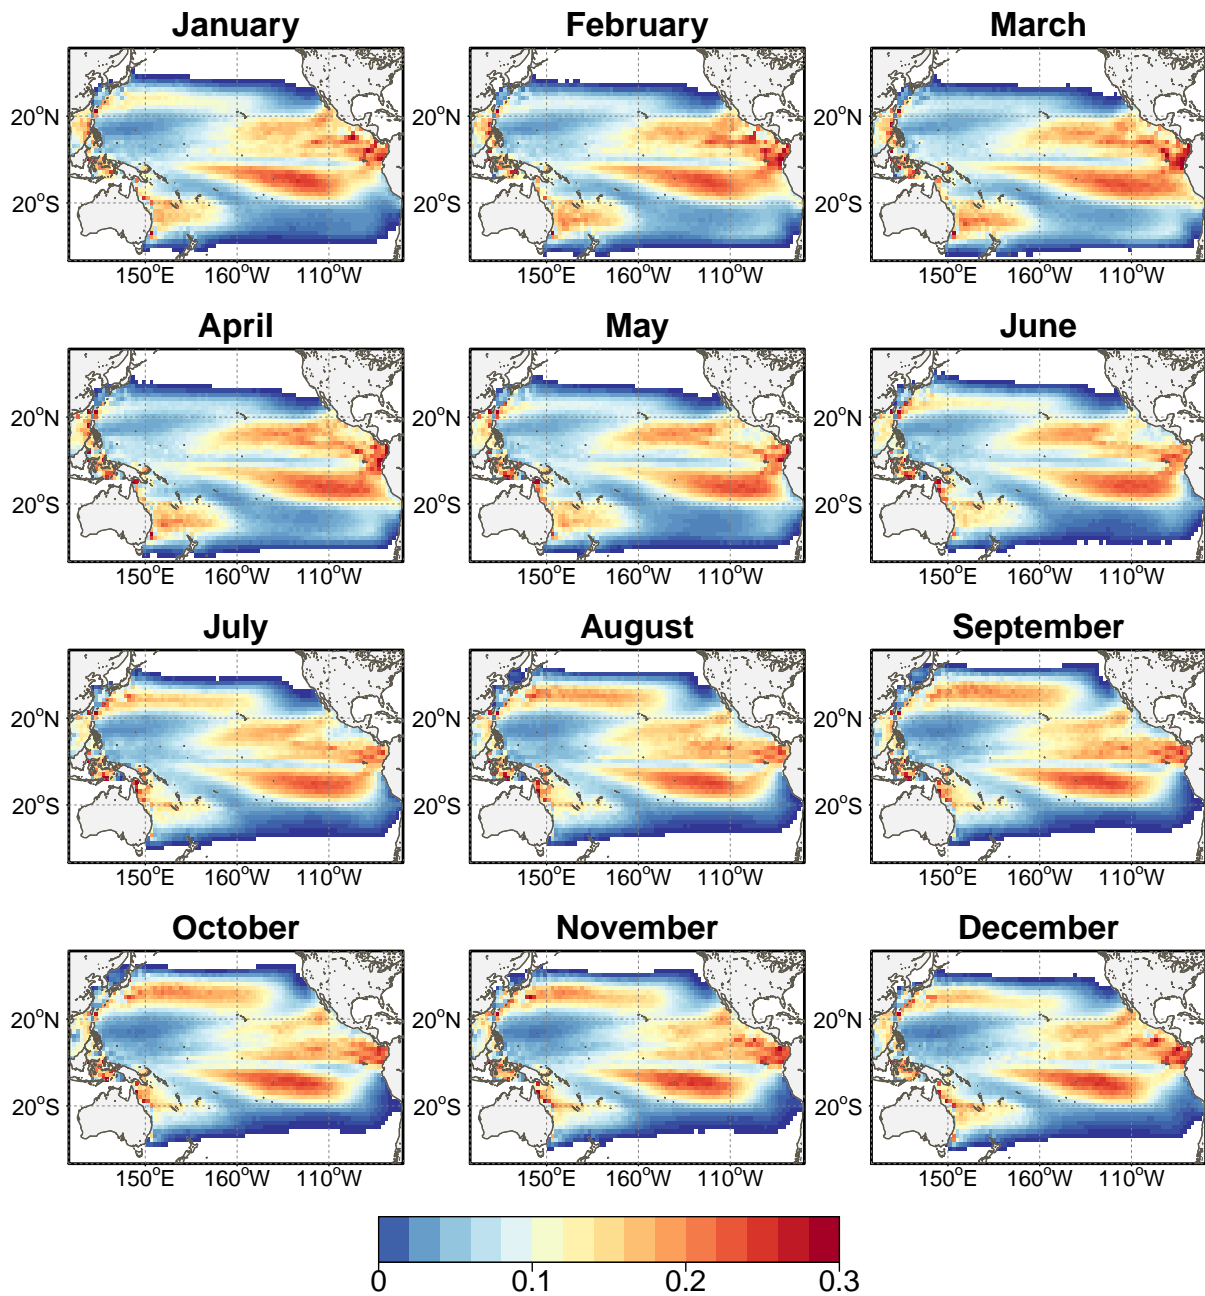 January February March
20°N 20°N 20°N
20°S 20°S 20°S
150°E 160°W 110°W 150°E 160°W 110°W 150°E 160°W 110°W
April May June
20°N 20°N 20°N
20°S 20°S 20°S
150°E 160°W 110°W 150°E 160°W 110°W 150°E 160°W 110°W
July August September
20°N 20°N 20°N
20°S 20°S 20°S
150°E 160°W 110°W 150°E 160°W 110°W 150°E 160°W 110°W
October November December
20°N 20°N 20°N
20°S 20°S 20°S
150°E 160°W 110°W 150°E 160°W 110°W 150°E 160°W 110°W
0 0.1 0.2 0.3